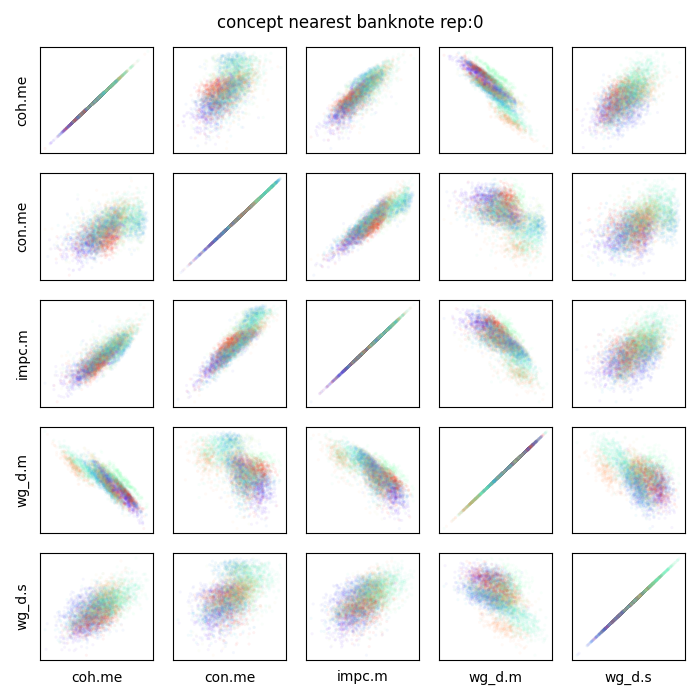 concept nearest banknote rep:0
coh.me
con.me
impc.m
wg_d.m
wg_d.s
coh.me
con.me
impc.m
wg_d.m
wg_d.s